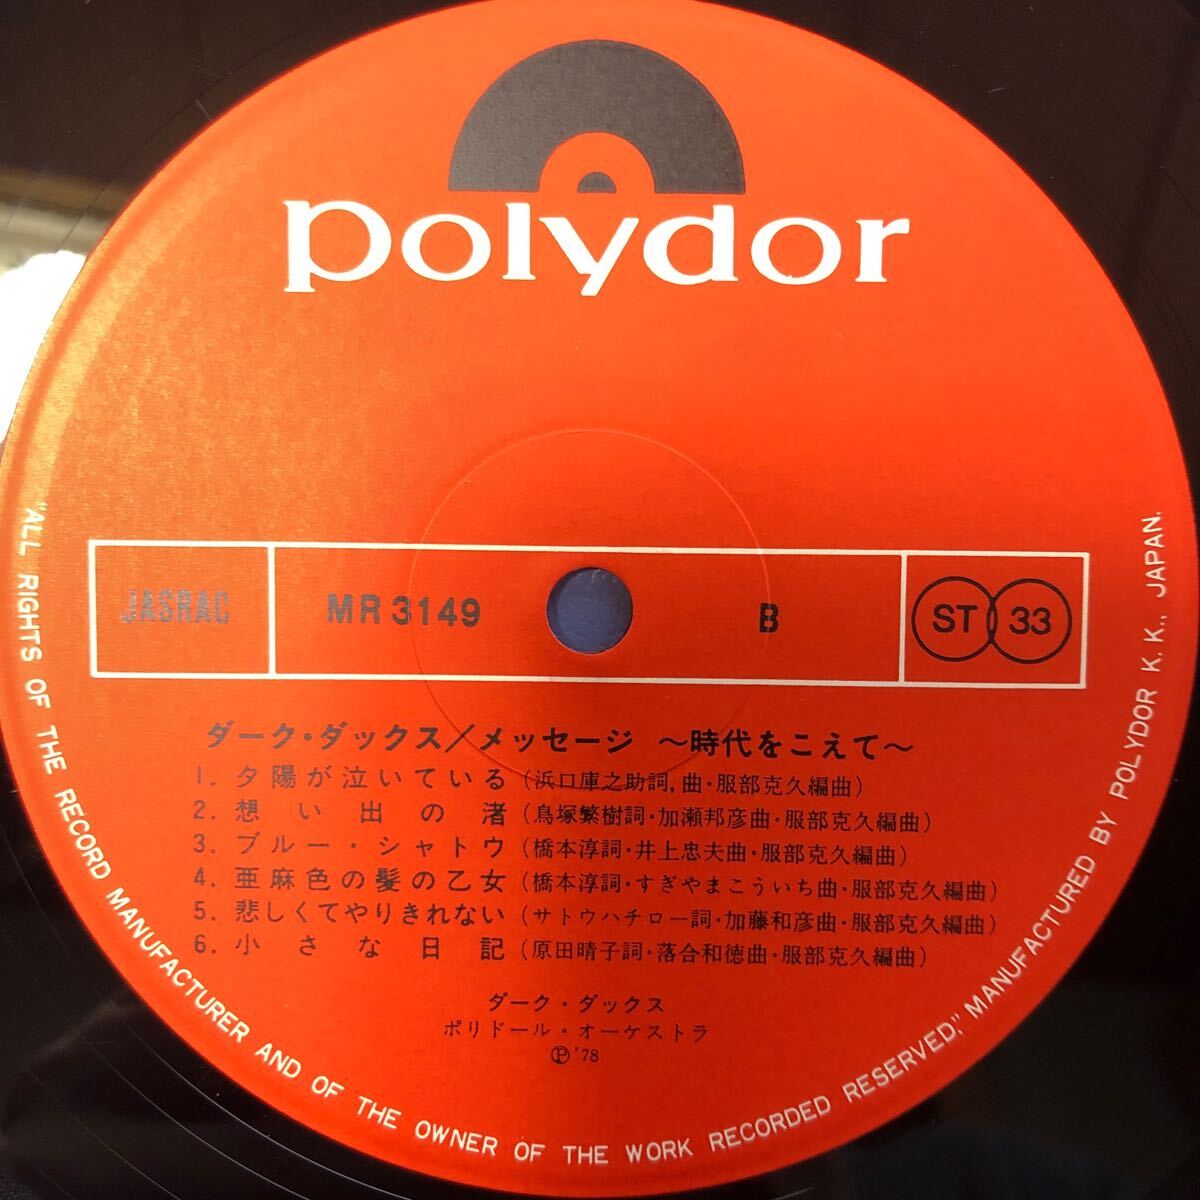 polydor
JASRAC MR 3149 B ST 33
ダーク・ダックス／メッセージ ～時代をこえて～
1. 夕陽が泣いている (浜口庫之助詞, 曲・服部克久編曲)
2. 想い出の渚 (鳥塚繁樹詞・加瀬邦彦曲・服部克久編曲)
3. ブルー・シャトウ (橋本淳詞・井上忠夫曲・服部克久編曲)
4. 亜麻色の髪の乙女 (橋本淳詞・すぎやまこういち曲・服部克久編曲)
5. 悲しくてやりきれない (サトウハチロー詞・加藤和彦曲・服部克久編曲)
6. 小さな日記 (原田晴子詞・落合和徳曲・服部克久編曲)
ダーク・ダックス
ポリドール・オーケストラ
Ⓟ'78
"ALL RIGHTS OF THE RECORD MANUFACTURER AND OF THE OWNER OF THE WORK RECORDED RESERVED," MANUFACTURED BY POLYDOR K. K., JAPAN.